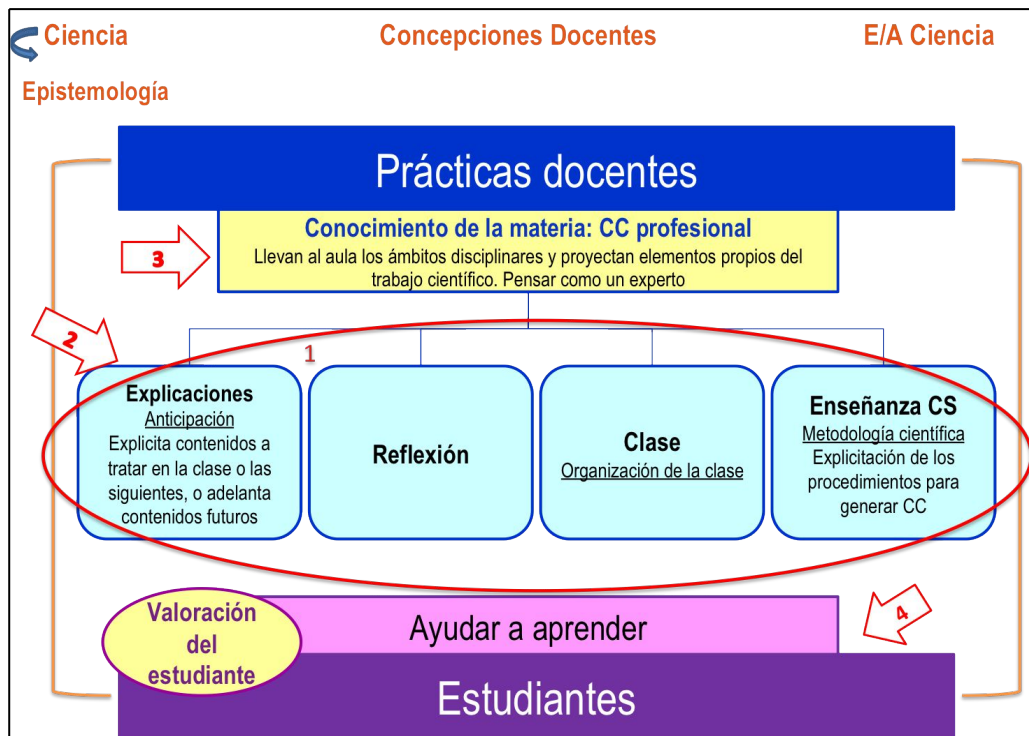 Ciencia
Concepciones Docentes
E/A Ciencia
Epistemología
Prácticas docentes
Conocimiento de la materia: CC profesional
Llevan al aula los ámbitos disciplinares y proyectan elementos propios del
trabajo científico. Pensar como un experto
3
2
1
Explicaciones
Anticipación
Explicita contenidos a
tratar en la clase o las
siguientes, o adelanta
contenidos futuros
Reflexión
Clase
Organización de la clase
Enseñanza CS
Metodología científica
Explicitación de los
procedimientos para
generar CC
Valoración
del
estudiante
Ayudar a aprender
4
Estudiantes